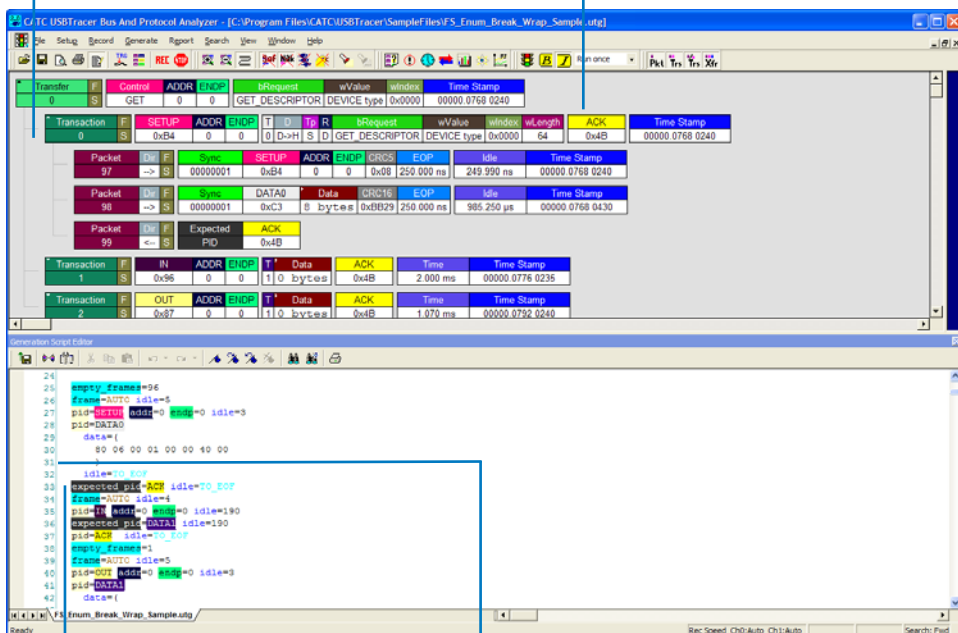 CATC USBTracer Bus And Protocol Analyzer - [C:\Program Files\CATC\USBTracer\SampleFiles\FS_Enum_Break_Wrap_Sample.utg]
File Setup Record Generate Report Search View Window Help
REC Run once Pkt Trs Trs Xfr
Transfer F Control ADDR ENDP bRequest wValue wIndex Time Stamp
0 S GET 0 0 GET_DESCRIPTOR DEVICE type 0x0000 00000.0768 0240
Transaction F SETUP ADDR ENDP T D Tp R bRequest wValue wIndex wLength ACK Time Stamp
0 S 0xB4 0 0 0 D->H S D GET_DESCRIPTOR DEVICE type 0x0000 64 0x4B 00000.0768 0240
Packet Dir F Sync SETUP ADDR ENDP CRC5 EOP Idle Time Stamp
97 --> S 00000001 0xB4 0 0 0x08 250.000 ns 249.990 ns 00000.0768 0240
Packet Dir F Sync DATA0 Data CRC16 EOP Idle Time Stamp
98 --> S 00000001 0xC3 8 bytes 0xBB29 250.000 ns 985.250 µs 00000.0768 0430
Packet Dir F Expected ACK
99 <-- S PID 0x4B
Transaction F IN ADDR ENDP T Data ACK Time Time Stamp
1 S 0x96 0 0 1 0 bytes 0x4B 2.000 ms 00000.0776 0235
Transaction F OUT ADDR ENDP T Data ACK Time Time Stamp
2 S 0x87 0 0 1 0 bytes 0x4B 1.070 ms 00000.0792 0240
Generation Script Editor
24
25 empty_frames=96
26 frame=AUTO idle=5
27 pid=SETUP addr=0 endp=0 idle=3
28 pid=DATA0
29 data=(
30 80 06 00 01 00 00 40 00
31 )
32 idle=TO_EOF
33 expected_pid=ACK idle=TO_EOF
34 frame=AUTO idle=4
35 pid=IN addr=0 endp=0 idle=190
36 expected_pid=DATA1 idle=190
37 pid=ACK idle=TO_EOF
38 empty_frames=1
39 frame=AUTO idle=5
40 pid=OUT addr=0 endp=0 idle=3
41 pid=DATA1
42 data=(
FS_Enum_Break_Wrap_Sample.utg
Ready Rec Speed Ch0:Auto Ch1:Auto Search: Fwd